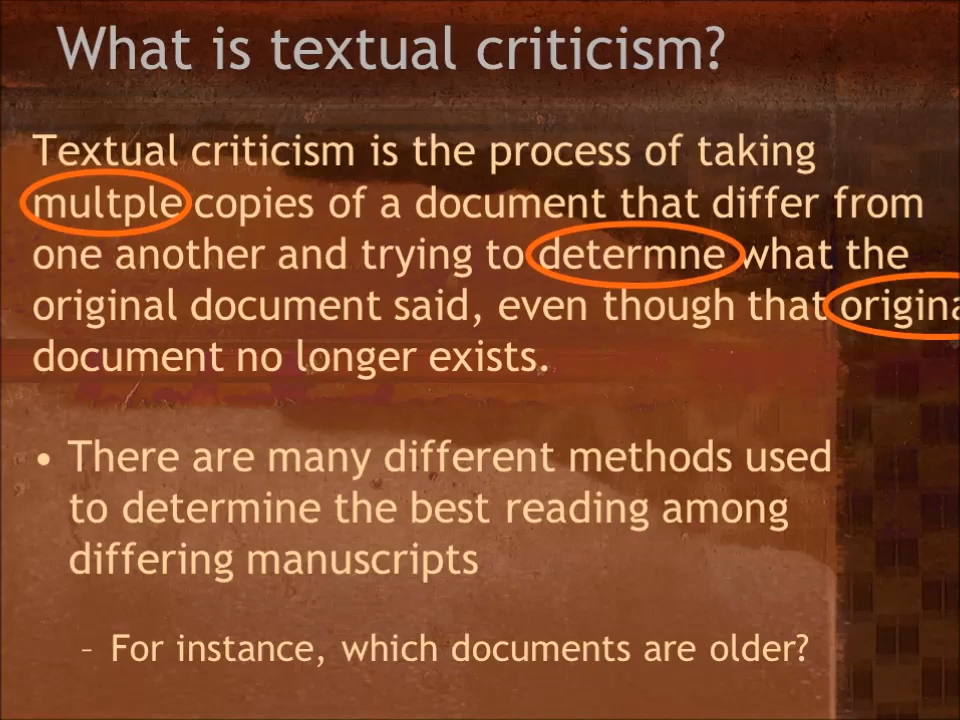 What is textual criticism?
Textual criticism is the process of taking
multple copies of a document that differ from
one another and trying to determne what the
original document said, even though that origina
document no longer exists.
• There are many different methods used
to determine the best reading among
differing manuscripts
– For instance, which documents are older?